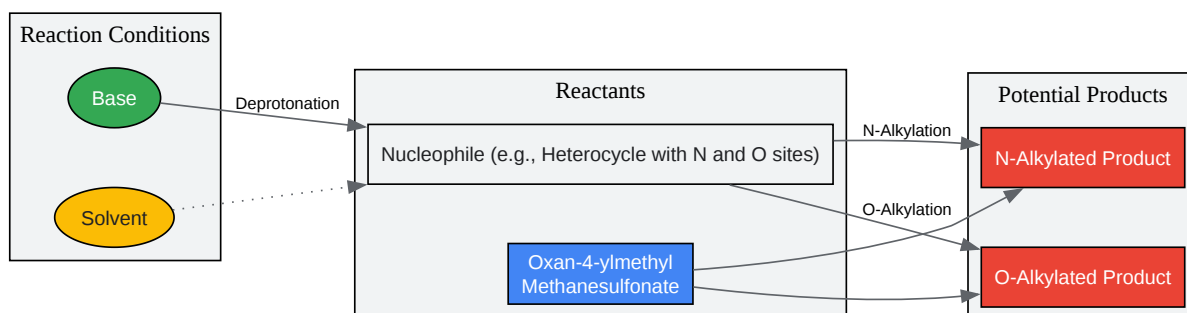 Reaction Conditions
Base
Solvent
Deprotonation
Reactants
Nucleophile (e.g., Heterocycle with N and O sites)
Oxan-4-ylmethyl
Methanesulfonate
N-Alkylation
O-Alkylation
Potential Products
N-Alkylated Product
O-Alkylated Product